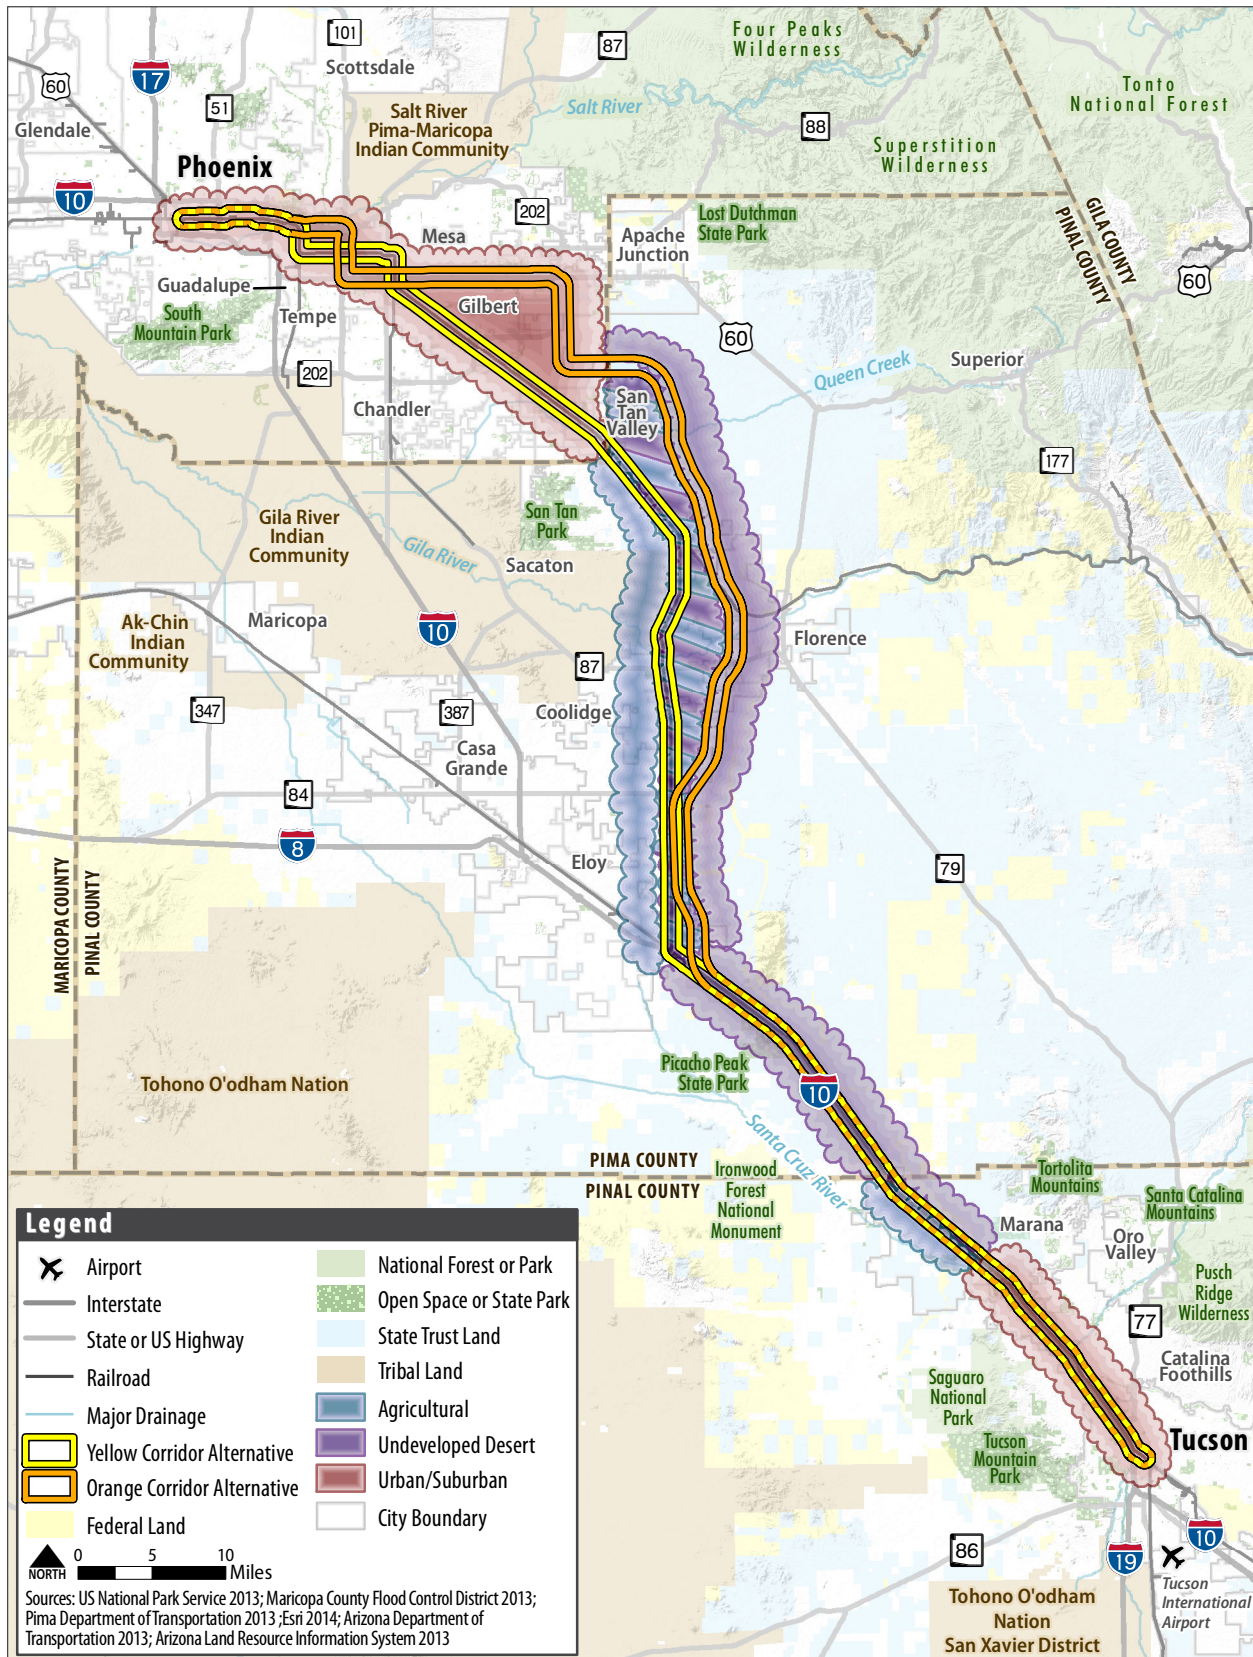 101
Scottsdale
87
Four Peaks
Wilderness
17
60
51
Glendale
Salt River
Pima-Maricopa
Indian Community
Salt River
88
Tonto
National Forest
Superstition
Wilderness
Phoenix
10
202
Mesa
Apache
Junction
Lost Dutchman
State Park
GILA COUNTY
PINAL COUNTY
60
Guadalupe
South
Mountain Park
Tempe
Gilbert
60
202
Superior
Queen Creek
Chandler
San
Tan
Valley
177
San Tan
Park
Gila River
Indian
Community
Gila River
Sacaton
Ak-Chin
Indian
Community
Maricopa
10
Florence
87
347
387
Coolidge
Casa
Grande
84
8
Eloy
79
MARICOPA COUNTY
PINAL COUNTY
Tohono O'odham Nation
Picacho Peak
State Park
10
Santa Cruz River
PIMA COUNTY
PINAL COUNTY
Ironwood
Forest
National
Monument
Tortolita
Mountains
Santa Catalina
Mountains
Marana
Oro
Valley
Pusch
Ridge
Wilderness
77
Catalina
Foothills
Saguaro
National
Park
Tucson
Mountain
Park
Tucson
86
19
10
Tucson
International
Airport
Tohono O'odham
Nation
San Xavier District
Legend
Airport
Interstate
State or US Highway
Railroad
Major Drainage
Yellow Corridor Alternative
Orange Corridor Alternative
Federal Land
National Forest or Park
Open Space or State Park
State Trust Land
Tribal Land
Agricultural
Undeveloped Desert
Urban/Suburban
City Boundary
NORTH
0 5 10
Miles
Sources: US National Park Service 2013; Maricopa County Flood Control District 2013;
Pima Department of Transportation 2013 ;Esri 2014; Arizona Department of
Transportation 2013; Arizona Land Resource Information System 2013